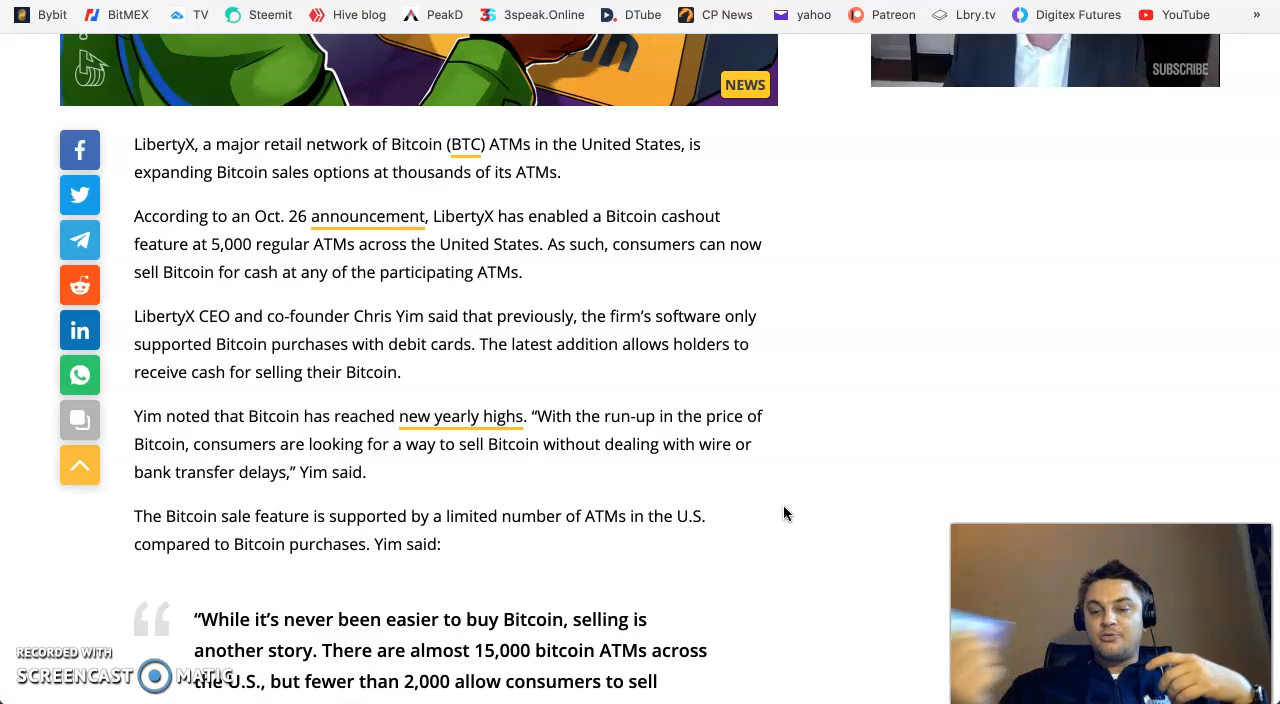 Bybit BitMEX TV Steemit Hive blog PeakD 3speak.Online DTube CP News yahoo Patreon Lbry.tv Digitex Futures YouTube »
NEWS
SUBSCRIBE
LibertyX, a major retail network of Bitcoin (BTC) ATMs in the United States, is
expanding Bitcoin sales options at thousands of its ATMs.
According to an Oct. 26 announcement, LibertyX has enabled a Bitcoin cashout
feature at 5,000 regular ATMs across the United States. As such, consumers can now
sell Bitcoin for cash at any of the participating ATMs.
LibertyX CEO and co-founder Chris Yim said that previously, the firm’s software only
supported Bitcoin purchases with debit cards. The latest addition allows holders to
receive cash for selling their Bitcoin.
Yim noted that Bitcoin has reached new yearly highs. “With the run-up in the price of
Bitcoin, consumers are looking for a way to sell Bitcoin without dealing with wire or
bank transfer delays,” Yim said.
The Bitcoin sale feature is supported by a limited number of ATMs in the U.S.
compared to Bitcoin purchases. Yim said:
“While it’s never been easier to buy Bitcoin, selling is
another story. There are almost 15,000 bitcoin ATMs across
the U.S., but fewer than 2,000 allow consumers to sell
RECORDED WITH
SCREENCAST MATIC